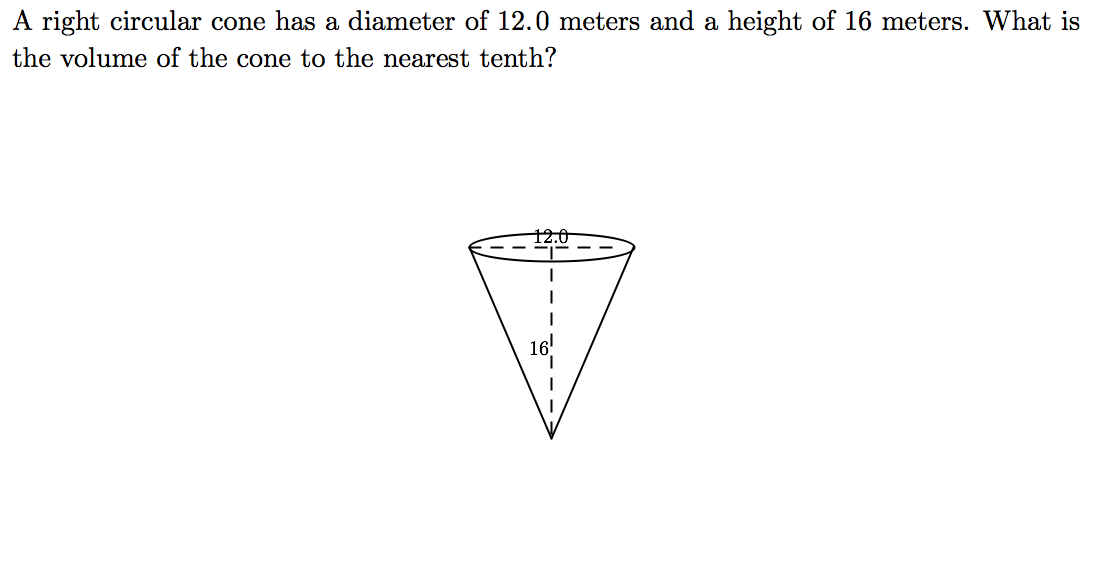 A right circular cone has a diameter of 12.0 meters and a height of 16 meters. What is
the volume of the cone to the nearest tenth?
12.0
16